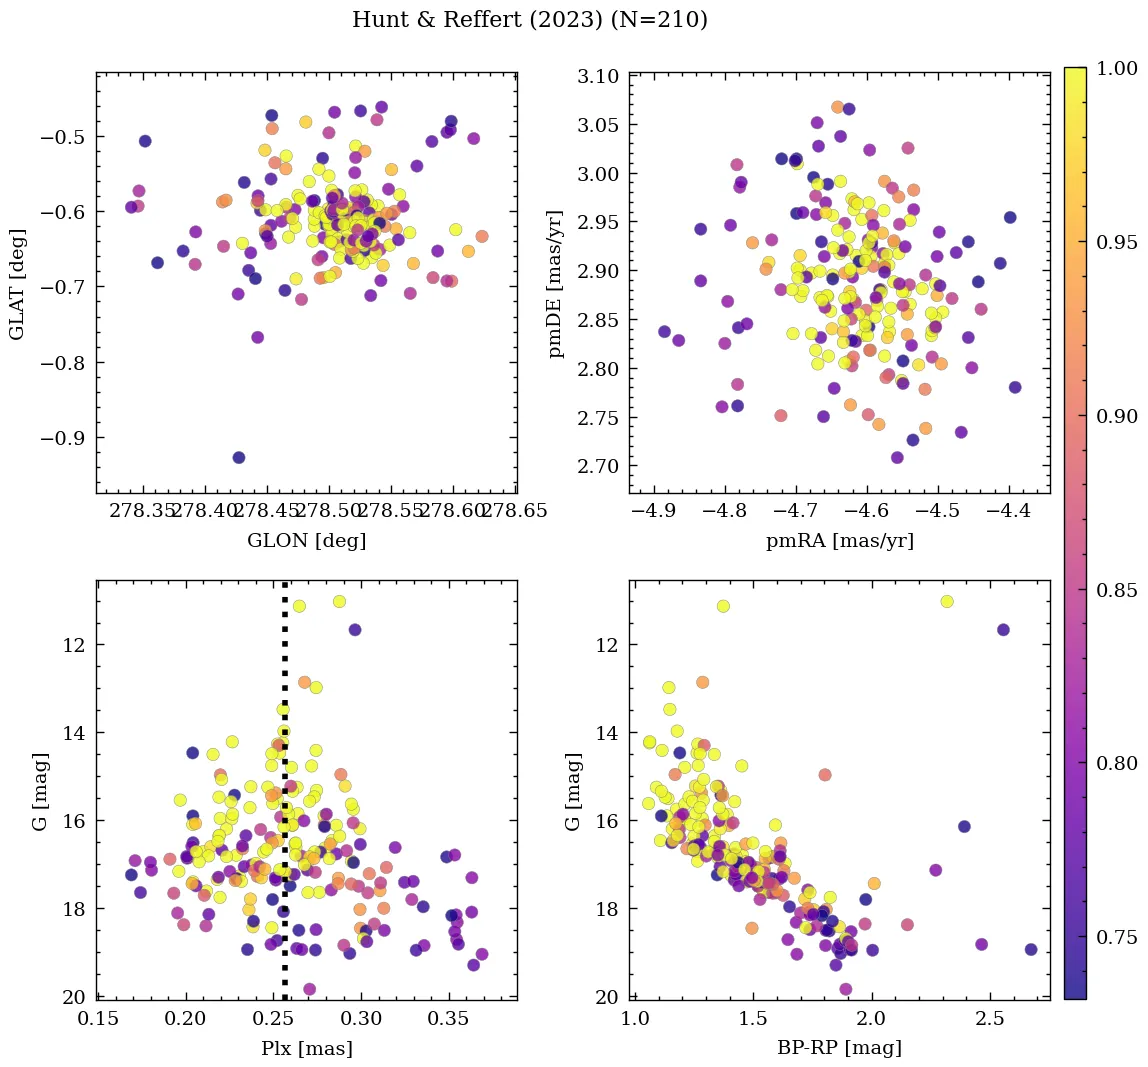 Hunt & Reffert (2023) (N=210)
−0.5
−0.6
−0.7
−0.8
−0.9
GLAT [deg]
278.35 278.40 278.45 278.50 278.55 278.60 278.65
GLON [deg]
3.10
3.05
3.00
2.95
2.90
2.85
2.80
2.75
2.70
pmDE [mas/yr]
−4.9 −4.8 −4.7 −4.6 −4.5 −4.4
pmRA [mas/yr]
12
14
16
18
20
G [mag]
0.15 0.20 0.25 0.30 0.35
Plx [mas]
12
14
16
18
20
G [mag]
1.0 1.5 2.0 2.5
BP-RP [mag]
1.00
0.95
0.90
0.85
0.80
0.75